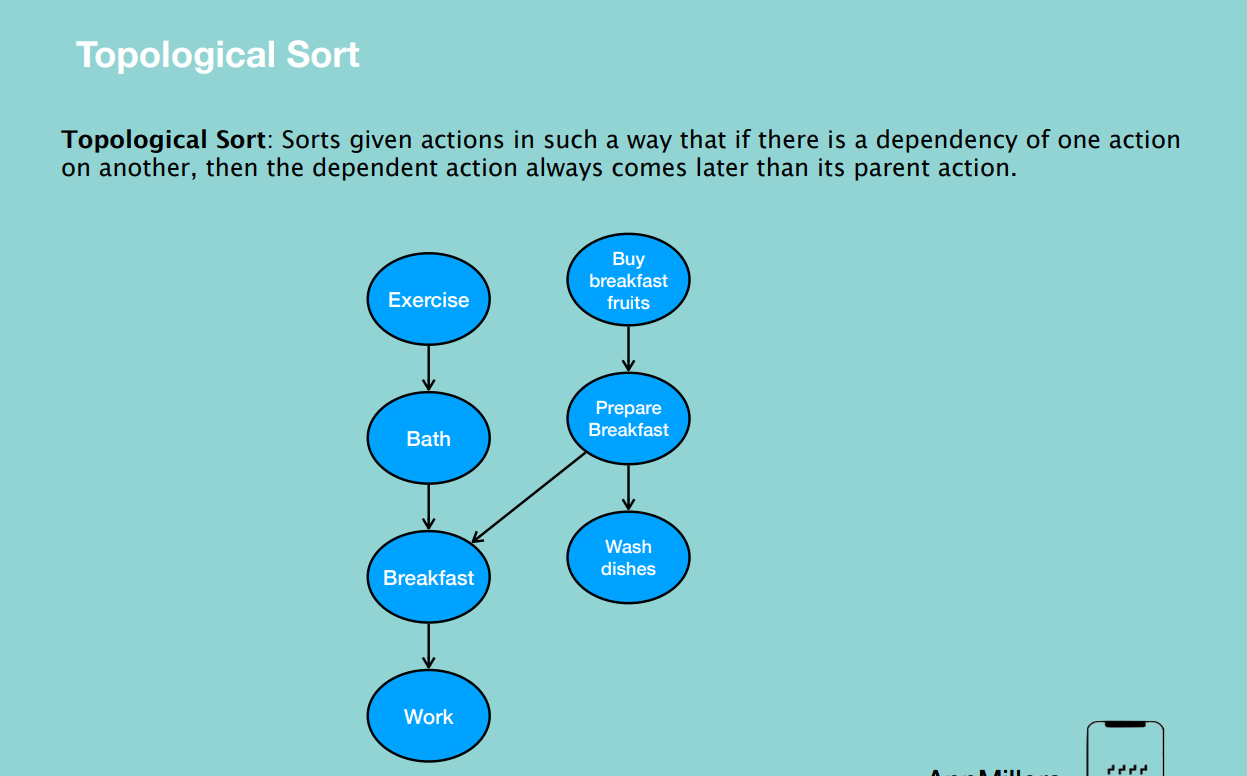 Topological Sort
Topological Sort: Sorts given actions in such a way that if there is a dependency of one action
on another, then the dependent action always comes later than its parent action.
Exercise
Buy
breakfast
fruits
Bath
Prepare
Breakfast
Breakfast
Wash
dishes
Work